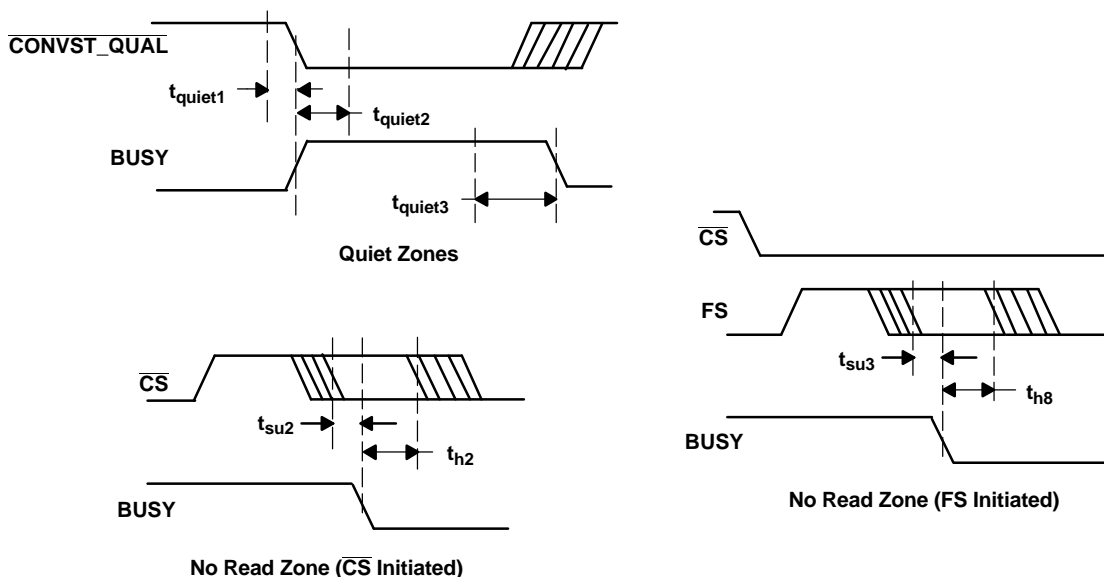 CONVST_QUAL
tquiet1
tquiet2
BUSY
tquiet3
Quiet Zones
CS
FS
tsu3
th8
BUSY
No Read Zone (FS Initiated)
CS
tsu2
th2
BUSY
No Read Zone (CS Initiated)